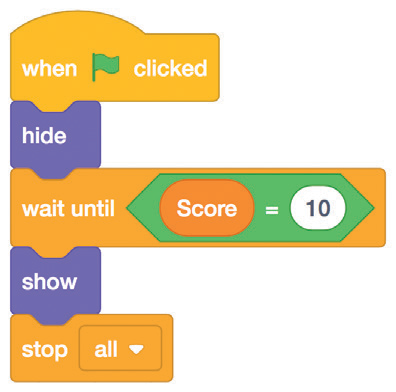 when clicked
hide
wait until Score = 10
show
stop all